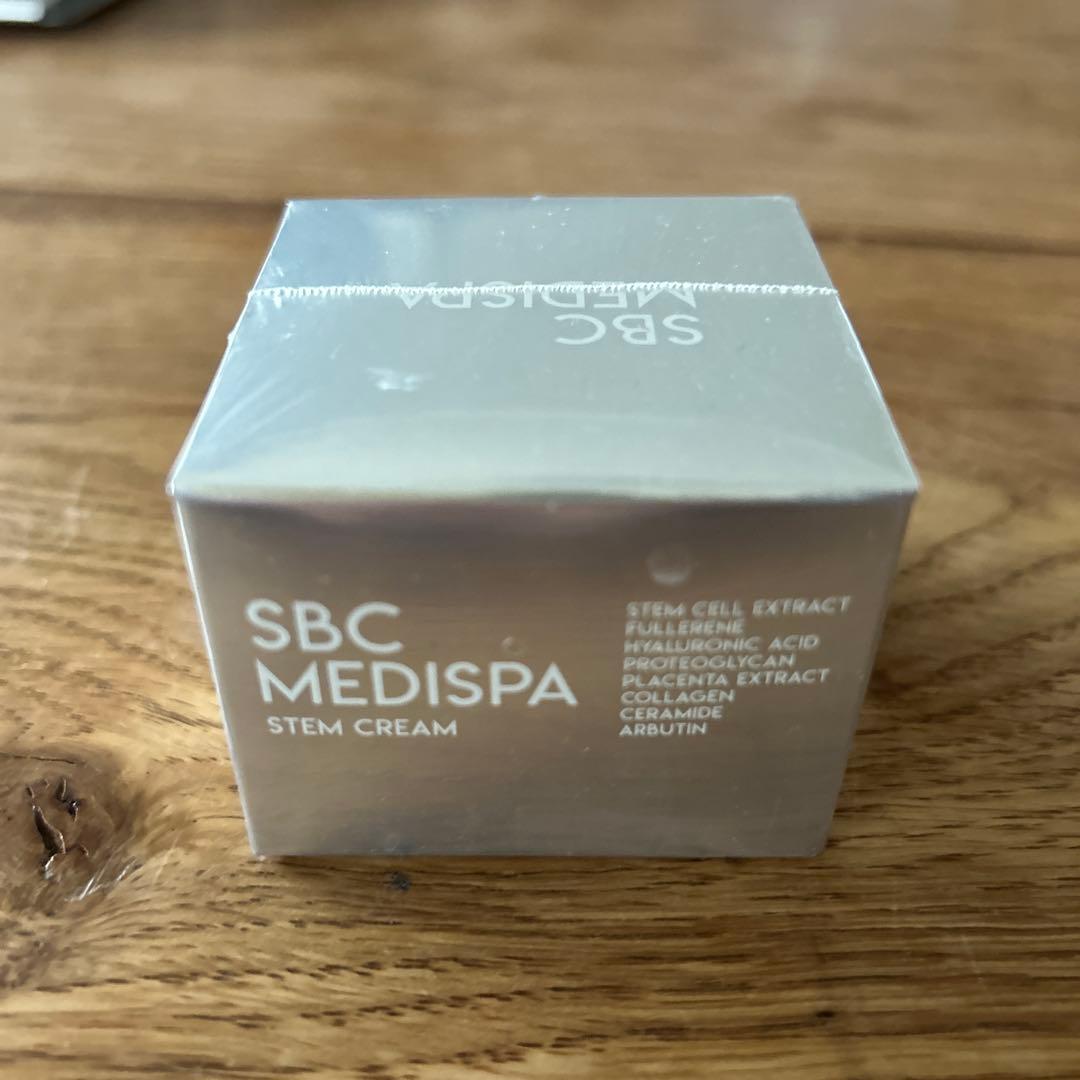 SBC
MEDISPA
SBC
MEDISPA
STEM CREAM
STEM CELL EXTRACT
FULLERENE
HYALURONIC ACID
PROTEOGLYCAN
PLACENTA EXTRACT
COLLAGEN
CERAMIDE
ARBUTIN